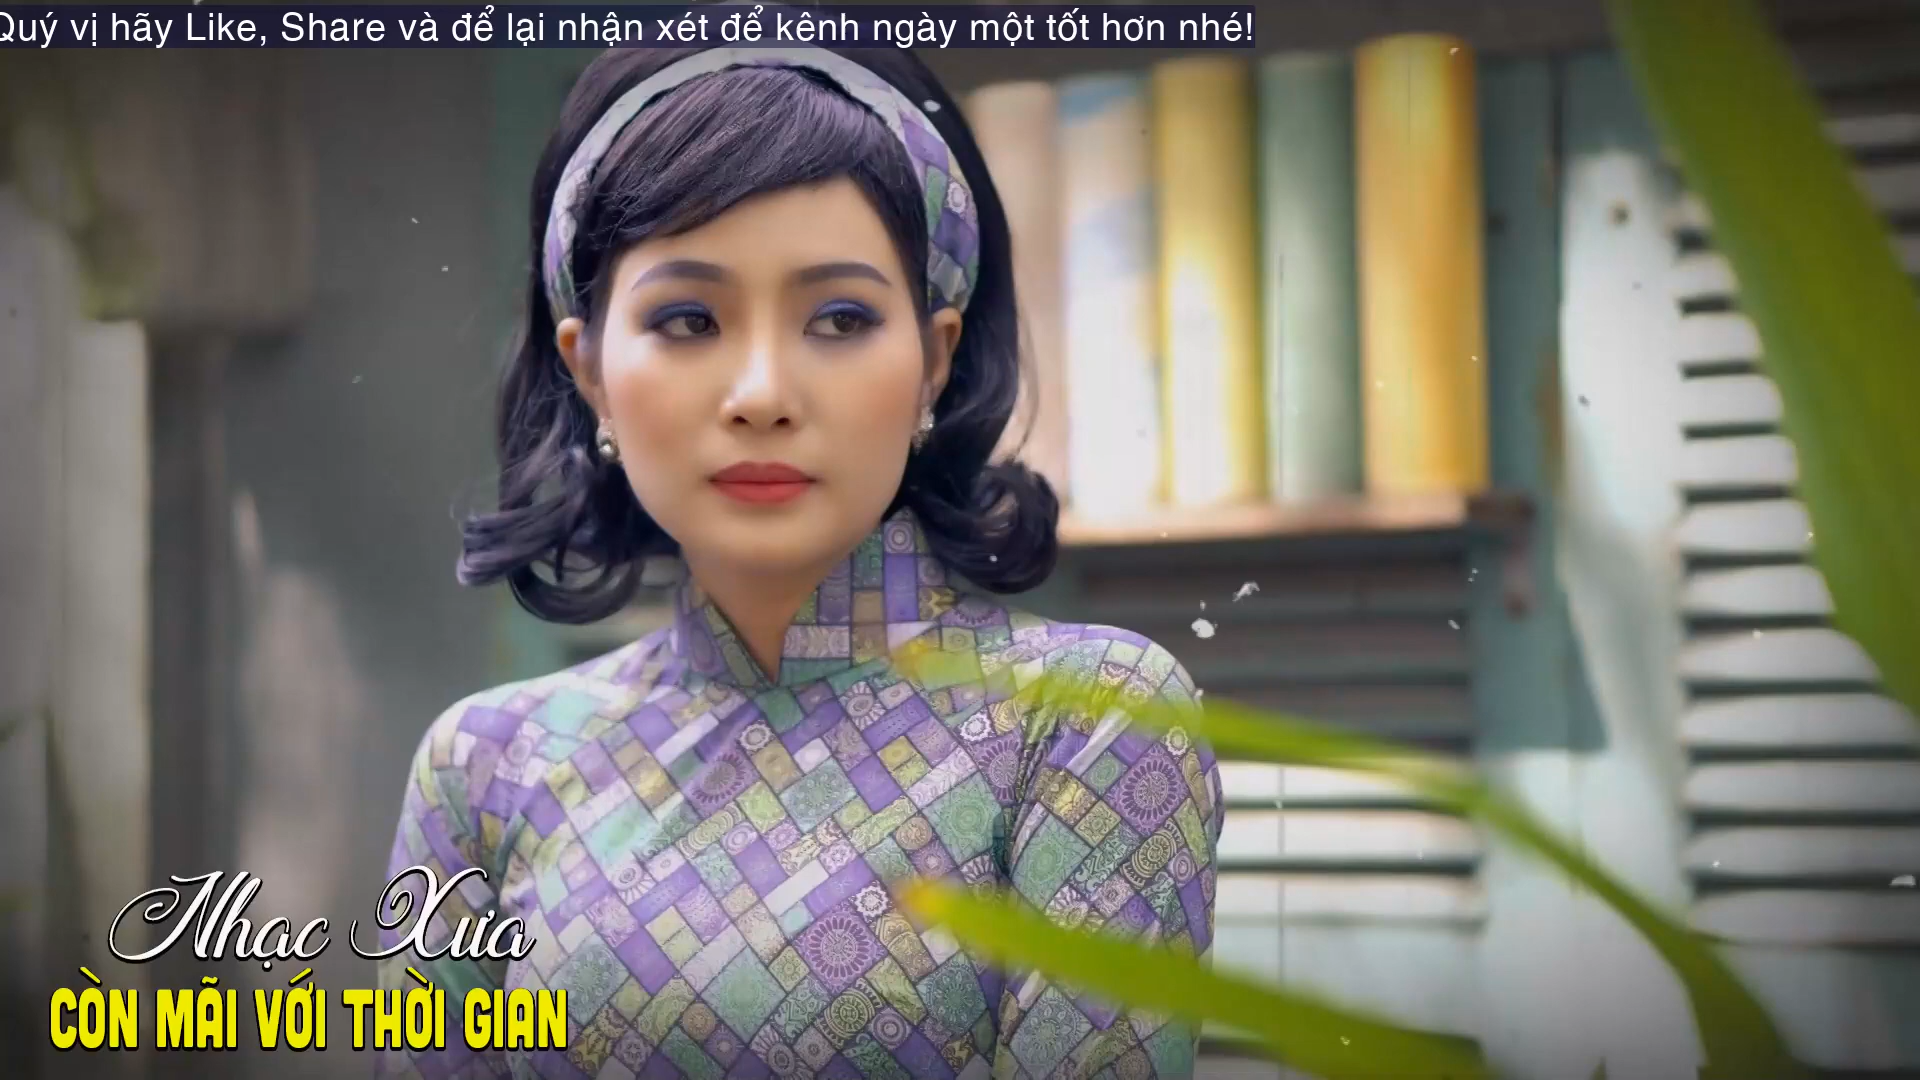 Quý vị hãy Like, Share và để lại nhận xét để kênh ngày một tốt hơn nhé!
Nhạc Xưa
CÒN MÃI VỚI THỜI GIAN